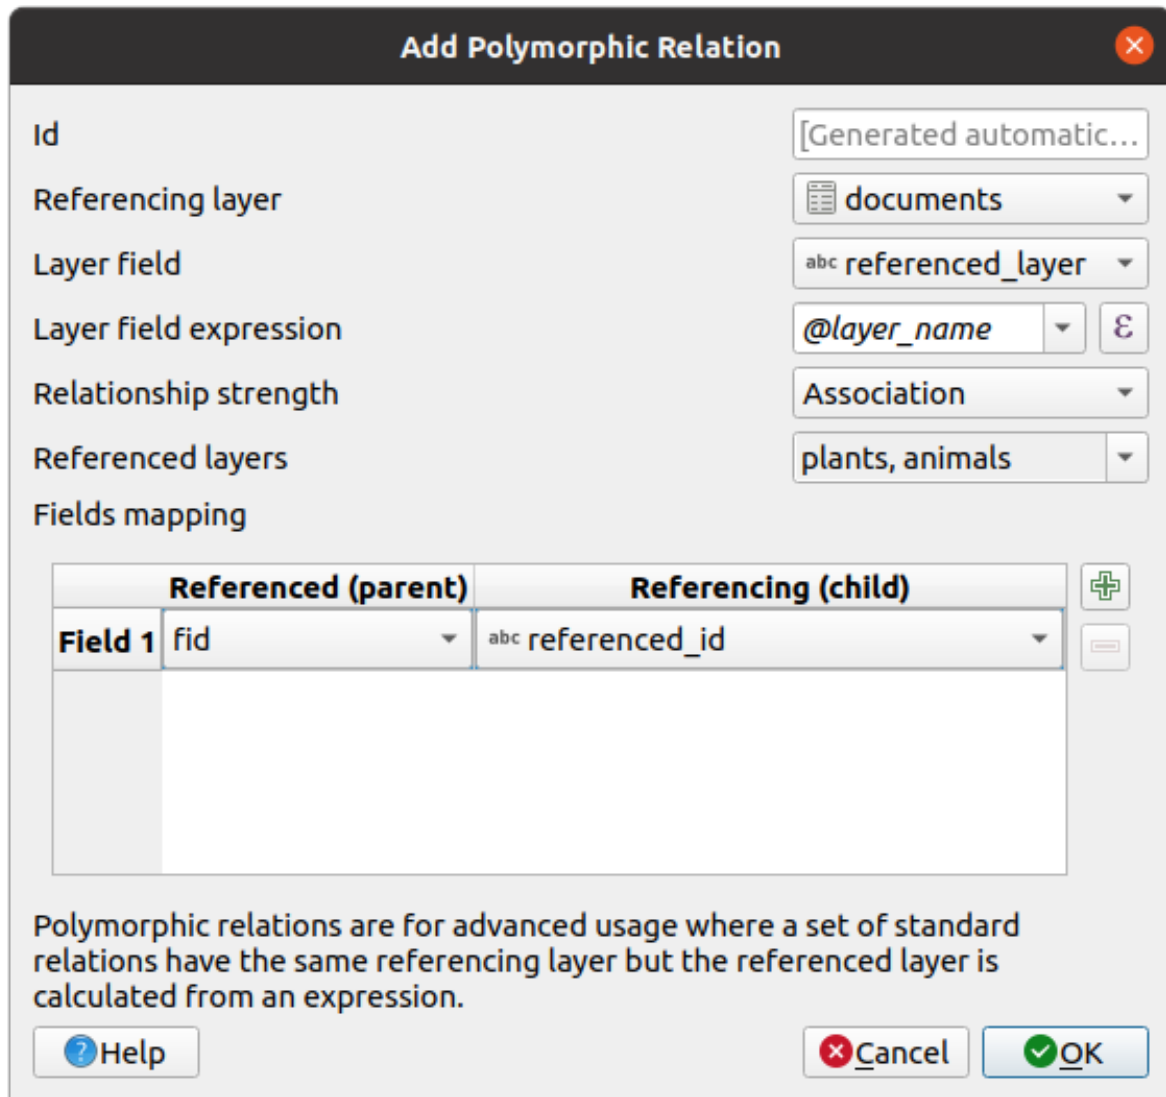 Add Polymorphic Relation
Id [Generated automatic...
Referencing layer documents
Layer field abc referenced_layer
Layer field expression @layer_name ε
Relationship strength Association
Referenced layers plants, animals
Fields mapping
Referenced (parent) Referencing (child)
Field 1 fid abc referenced_id
Polymorphic relations are for advanced usage where a set of standard
relations have the same referencing layer but the referenced layer is
calculated from an expression.
Help Cancel OK